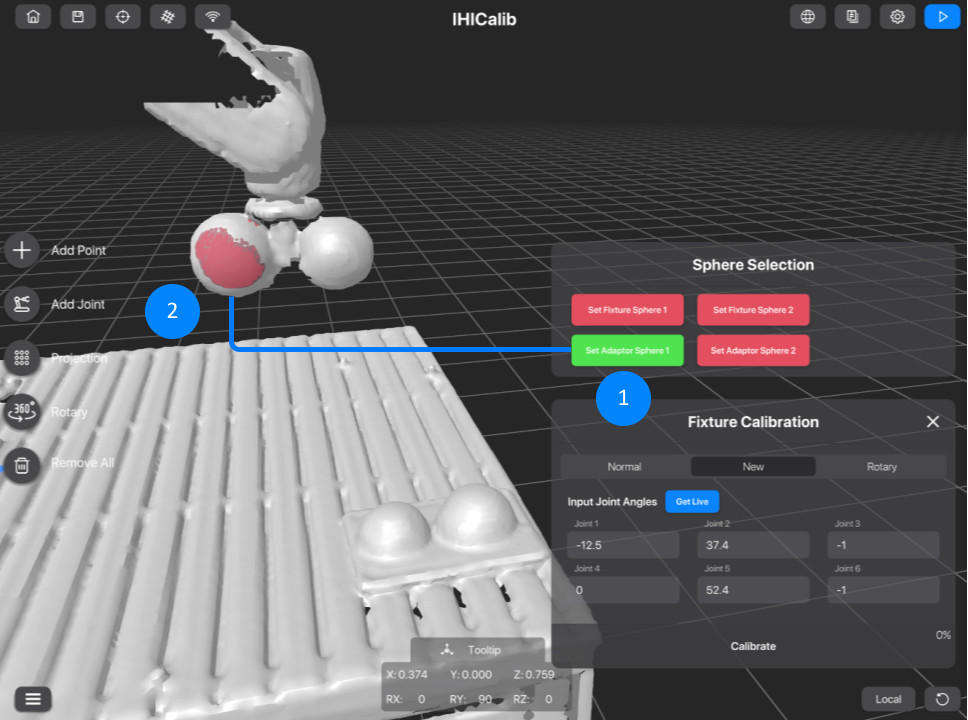 IHICalib
Add Point
Add Joint
Projection
360°
Rotary
Remove All
2
Sphere Selection
Set Fixture Sphere 1
Set Fixture Sphere 2
Set Adaptor Sphere 1
Set Adaptor Sphere 2
1
Fixture Calibration
Normal
New
Rotary
Input Joint Angles
Get Live
Joint 1
Joint 2
Joint 3
-12.5
37.4
-1
Joint 4
Joint 5
Joint 6
0
52.4
-1
0%
Calibrate
Tooltip
X: 0.374 Y: 0.000 Z: 0.759
RX: 0 RY: 90 RZ: 0
Local